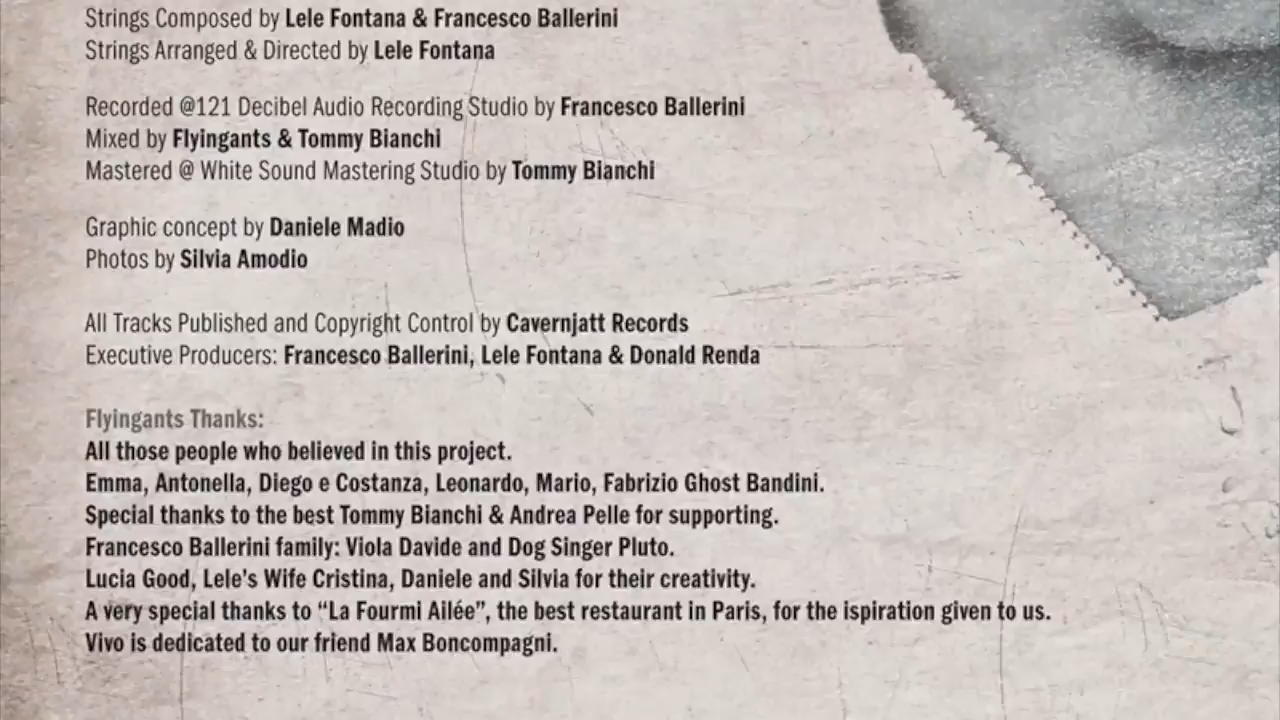 Strings Composed by Lele Fontana & Francesco Ballerini
Strings Arranged & Directed by Lele Fontana
Recorded @121 Decibel Audio Recording Studio by Francesco Ballerini
Mixed by Flyingants & Tommy Bianchi
Mastered @ White Sound Mastering Studio by Tommy Bianchi
Graphic concept by Daniele Madio
Photos by Silvia Amodio
All Tracks Published and Copyright Control by Cavernjatt Records
Executive Producers: Francesco Ballerini, Lele Fontana & Donald Renda
Flyingants Thanks:
All those people who believed in this project.
Emma, Antonella, Diego e Costanza, Leonardo, Mario, Fabrizio Ghost Bandini.
Special thanks to the best Tommy Bianchi & Andrea Pelle for supporting.
Francesco Ballerini family: Viola Davide and Dog Singer Pluto.
Lucia Good, Lele’s Wife Cristina, Daniele and Silvia for their creativity.
A very special thanks to “La Fourmi Ailée”, the best restaurant in Paris, for the ispiration given to us.
Vivo is dedicated to our friend Max Boncompagni.